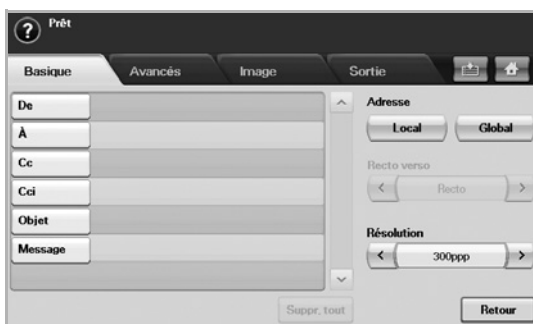 ? Prêt
Basique Avancés Image Sortie
De
À
Cc
Cci
Objet
Message
Adresse
Local Global
Recto verso
< Recto >
Résolution
< 300ppp >
Suppr. tout
Retour